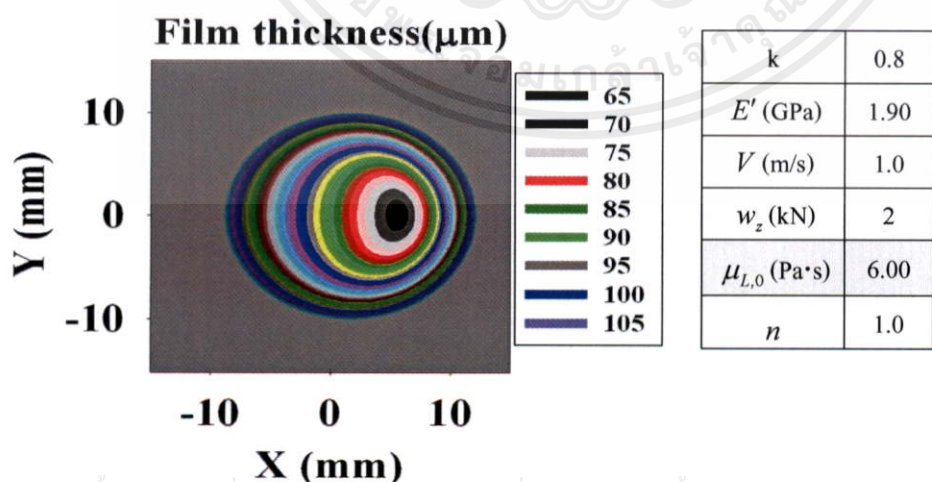 Film thickness(μm)
10
0
-10
Y (mm)
-10 0 10
X (mm)
65
70
75
80
85
90
95
100
105
k 0.8
E' (GPa) 1.90
V (m/s) 1.0
w_z (kN) 2
μ_L,0 (Pa·s) 6.00
n 1.0